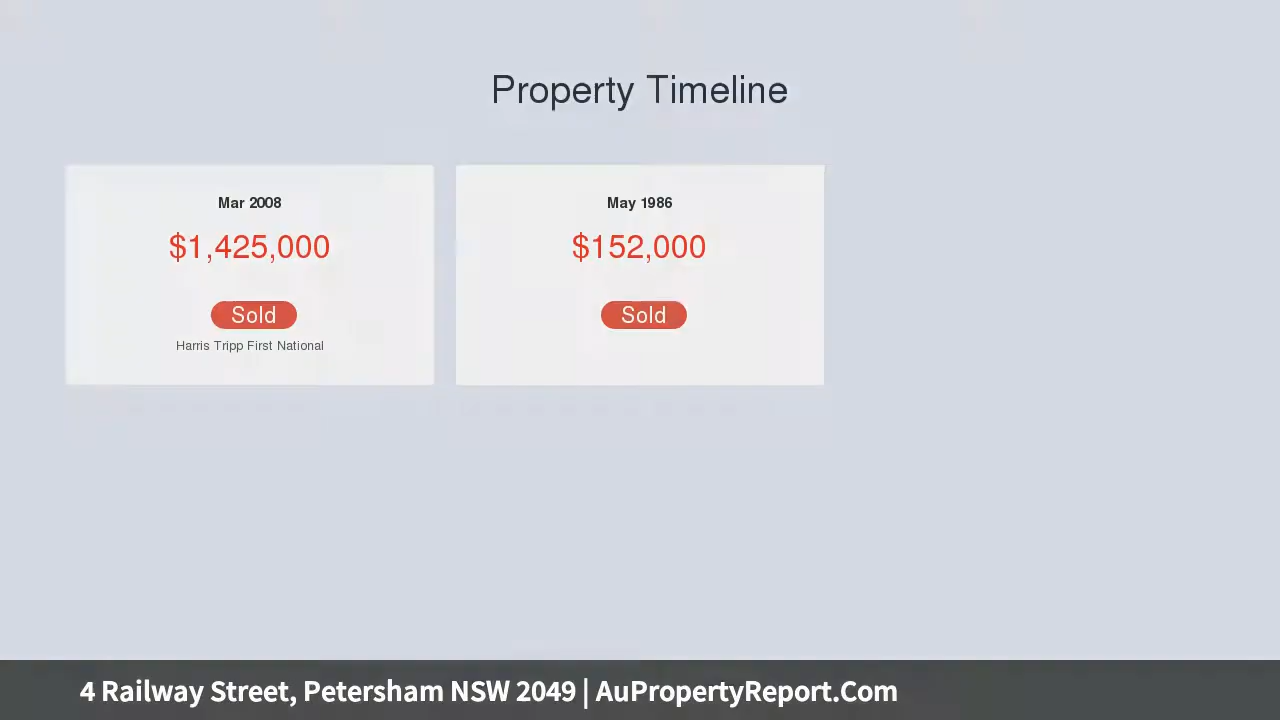 Property Timeline
Mar 2008
$1,425,000
Sold
Harris Tripp First National
May 1986
$152,000
Sold
4 Railway Street, Petersham NSW 2049 | AuPropertyReport.Com